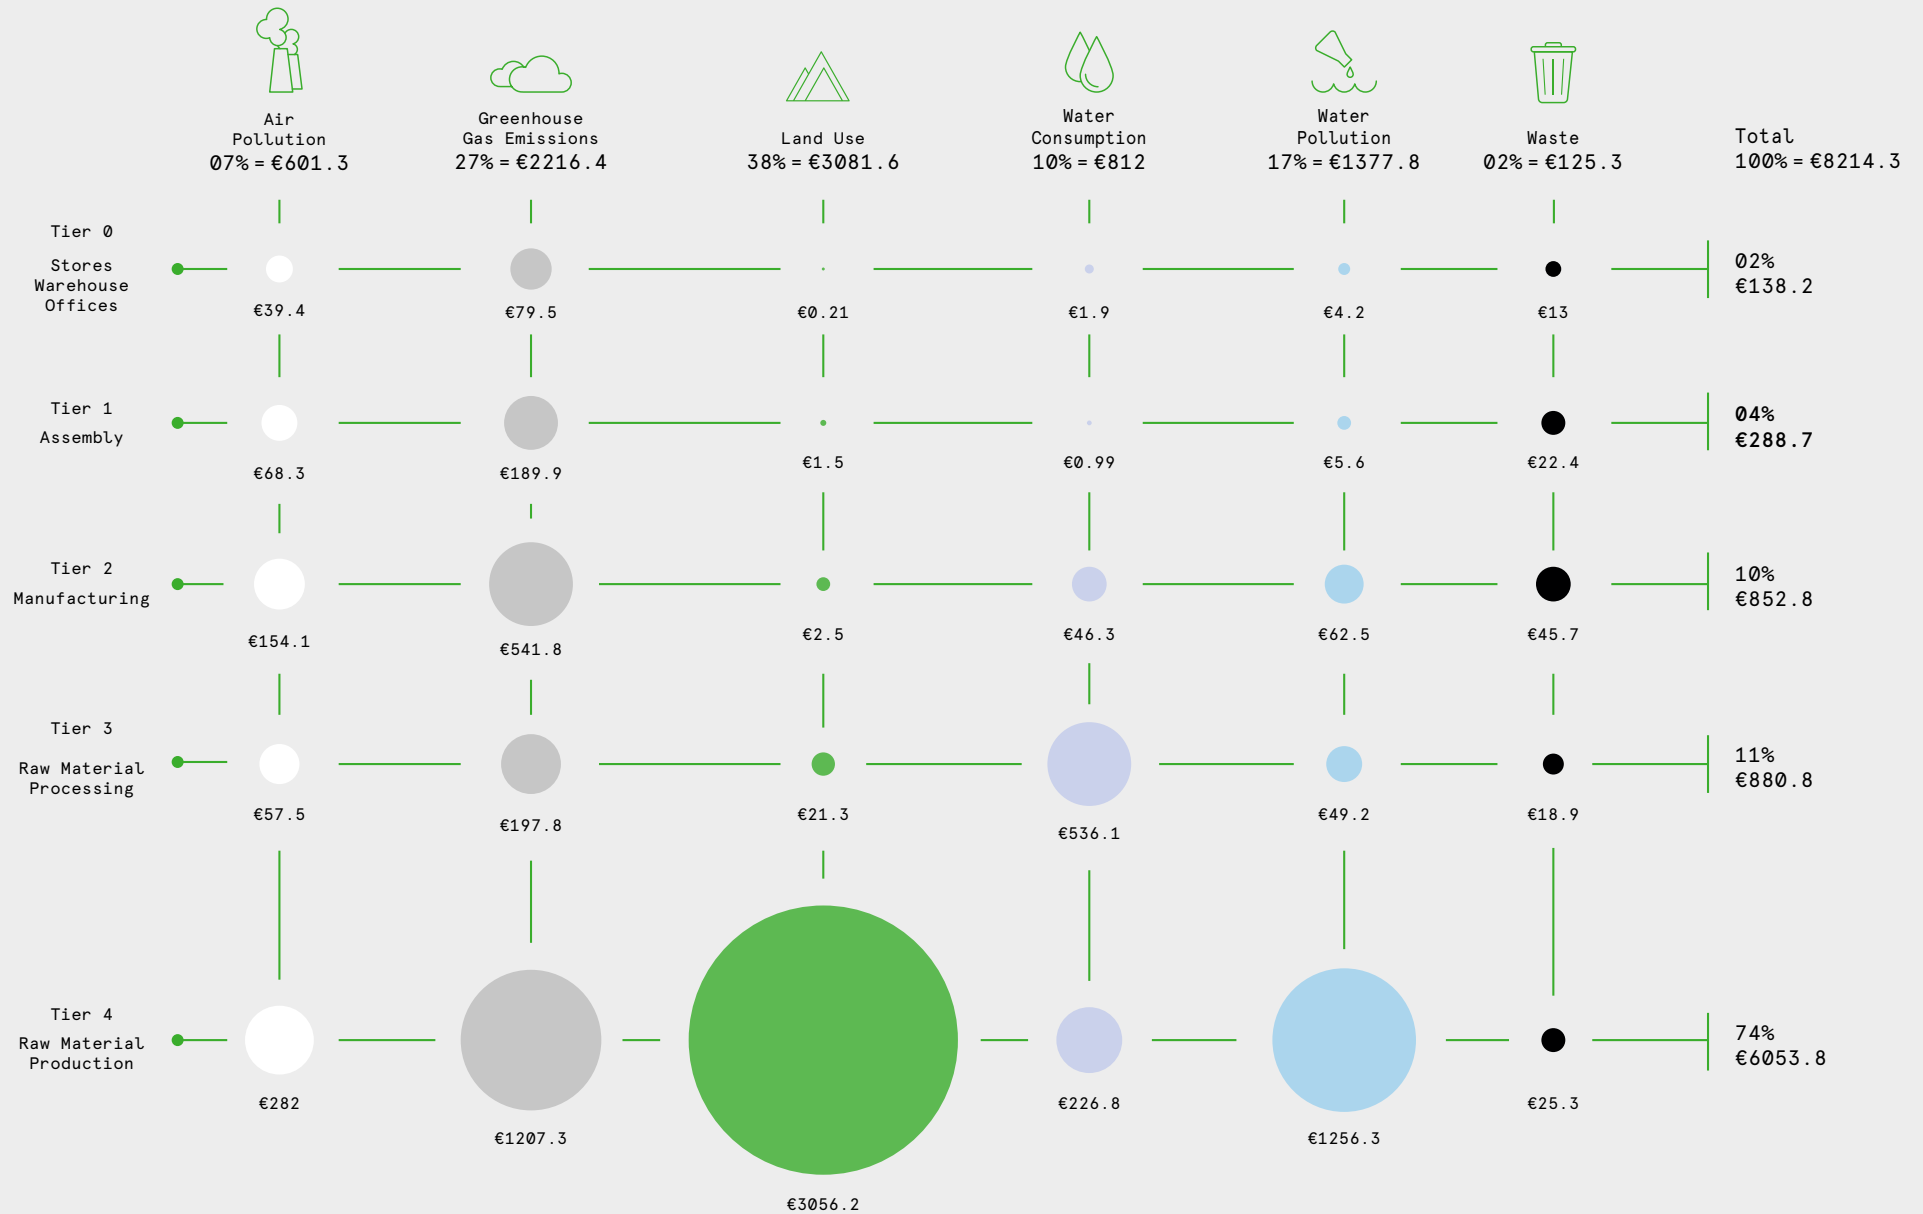 Air
Pollution
07% = €601.3
Greenhouse
Gas Emissions
27% = €2216.4
Land Use
38% = €3081.6
Water
Consumption
10% = €812
Water
Pollution
17% = €1377.8
Waste
02% = €125.3
Total
100% = €8214.3
Tier 0
Stores
Warehouse
Offices
€39.4
€79.5
€0.21
€1.9
€4.2
€13
02%
€138.2
Tier 1
Assembly
€68.3
€189.9
€1.5
€0.99
€5.6
€22.4
04%
€288.7
Tier 2
Manufacturing
€154.1
€541.8
€2.5
€46.3
€62.5
€45.7
10%
€852.8
Tier 3
Raw Material
Processing
€57.5
€197.8
€21.3
€536.1
€49.2
€18.9
11%
€880.8
Tier 4
Raw Material
Production
€282
€1207.3
€3056.2
€226.8
€1256.3
€25.3
74%
€6053.8